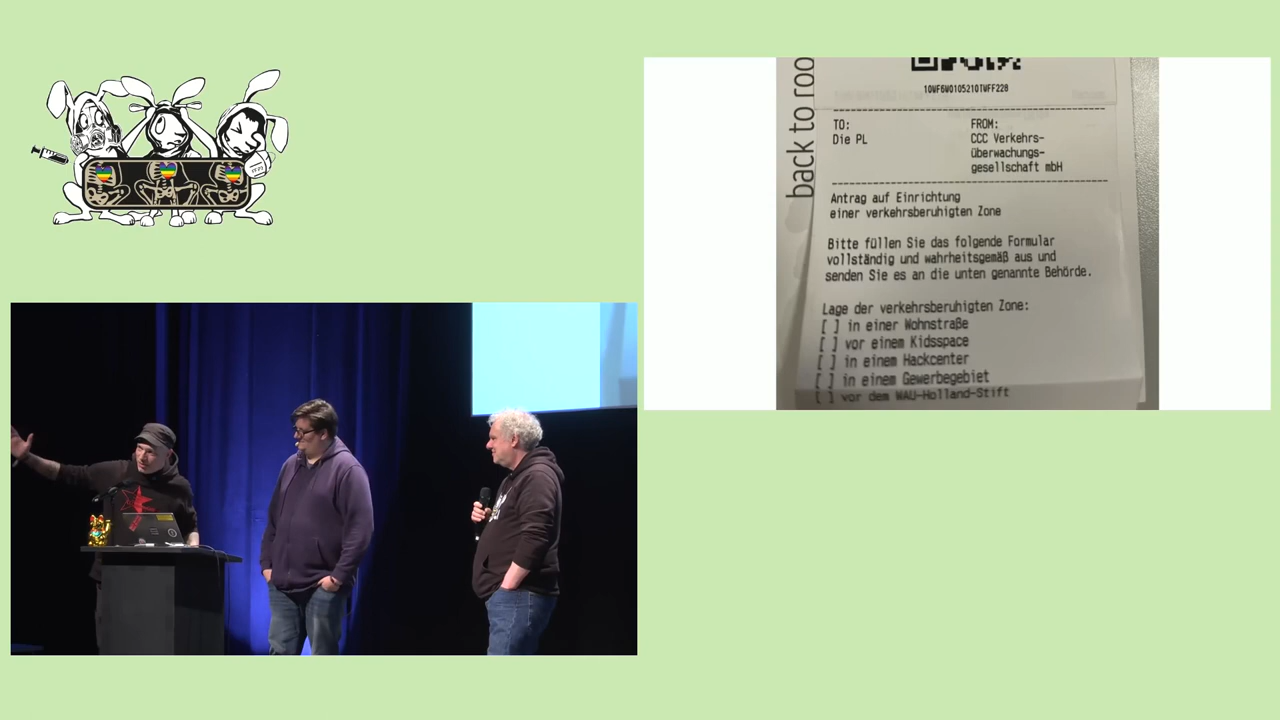 back to roo
10WF6W0105210TWFF228
TO:
Die PL
FROM:
CCC Verkehrs-
überwachungs-
gesellschaft mbH
Antrag auf Einrichtung
einer verkehrsberuhigten Zone
Bitte füllen Sie das folgende Formular
vollständig und wahrheitsgemäß aus und
senden Sie es an die unten genannte Behörde.
Lage der verkehrsberuhigten Zone:
[ ] in einer Wohnstraße
[ ] vor einem Kidsspace
[ ] in einem Hackcenter
[ ] in einem Gewerbegebiet
[ ] vor dem WAU-Holland-Stift